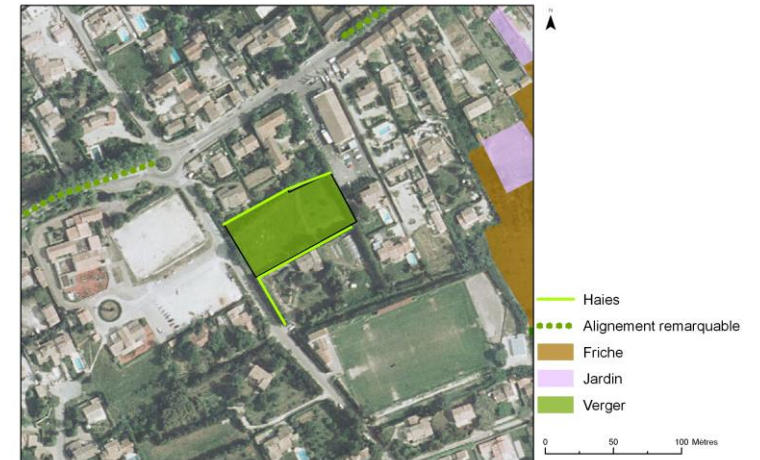 N
Haies
Alignement remarquable
Friche
Jardin
Verger
0 50 100 Mètres